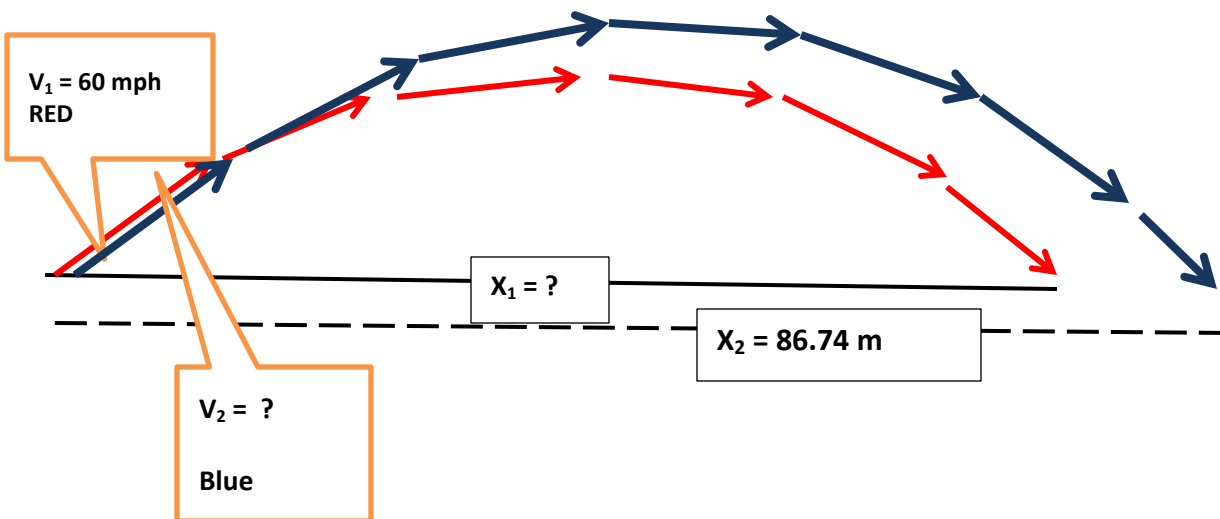 V₁ = 60 mph
RED
X₁ = ?
X₂ = 86.74 m
V₂ = ?
Blue